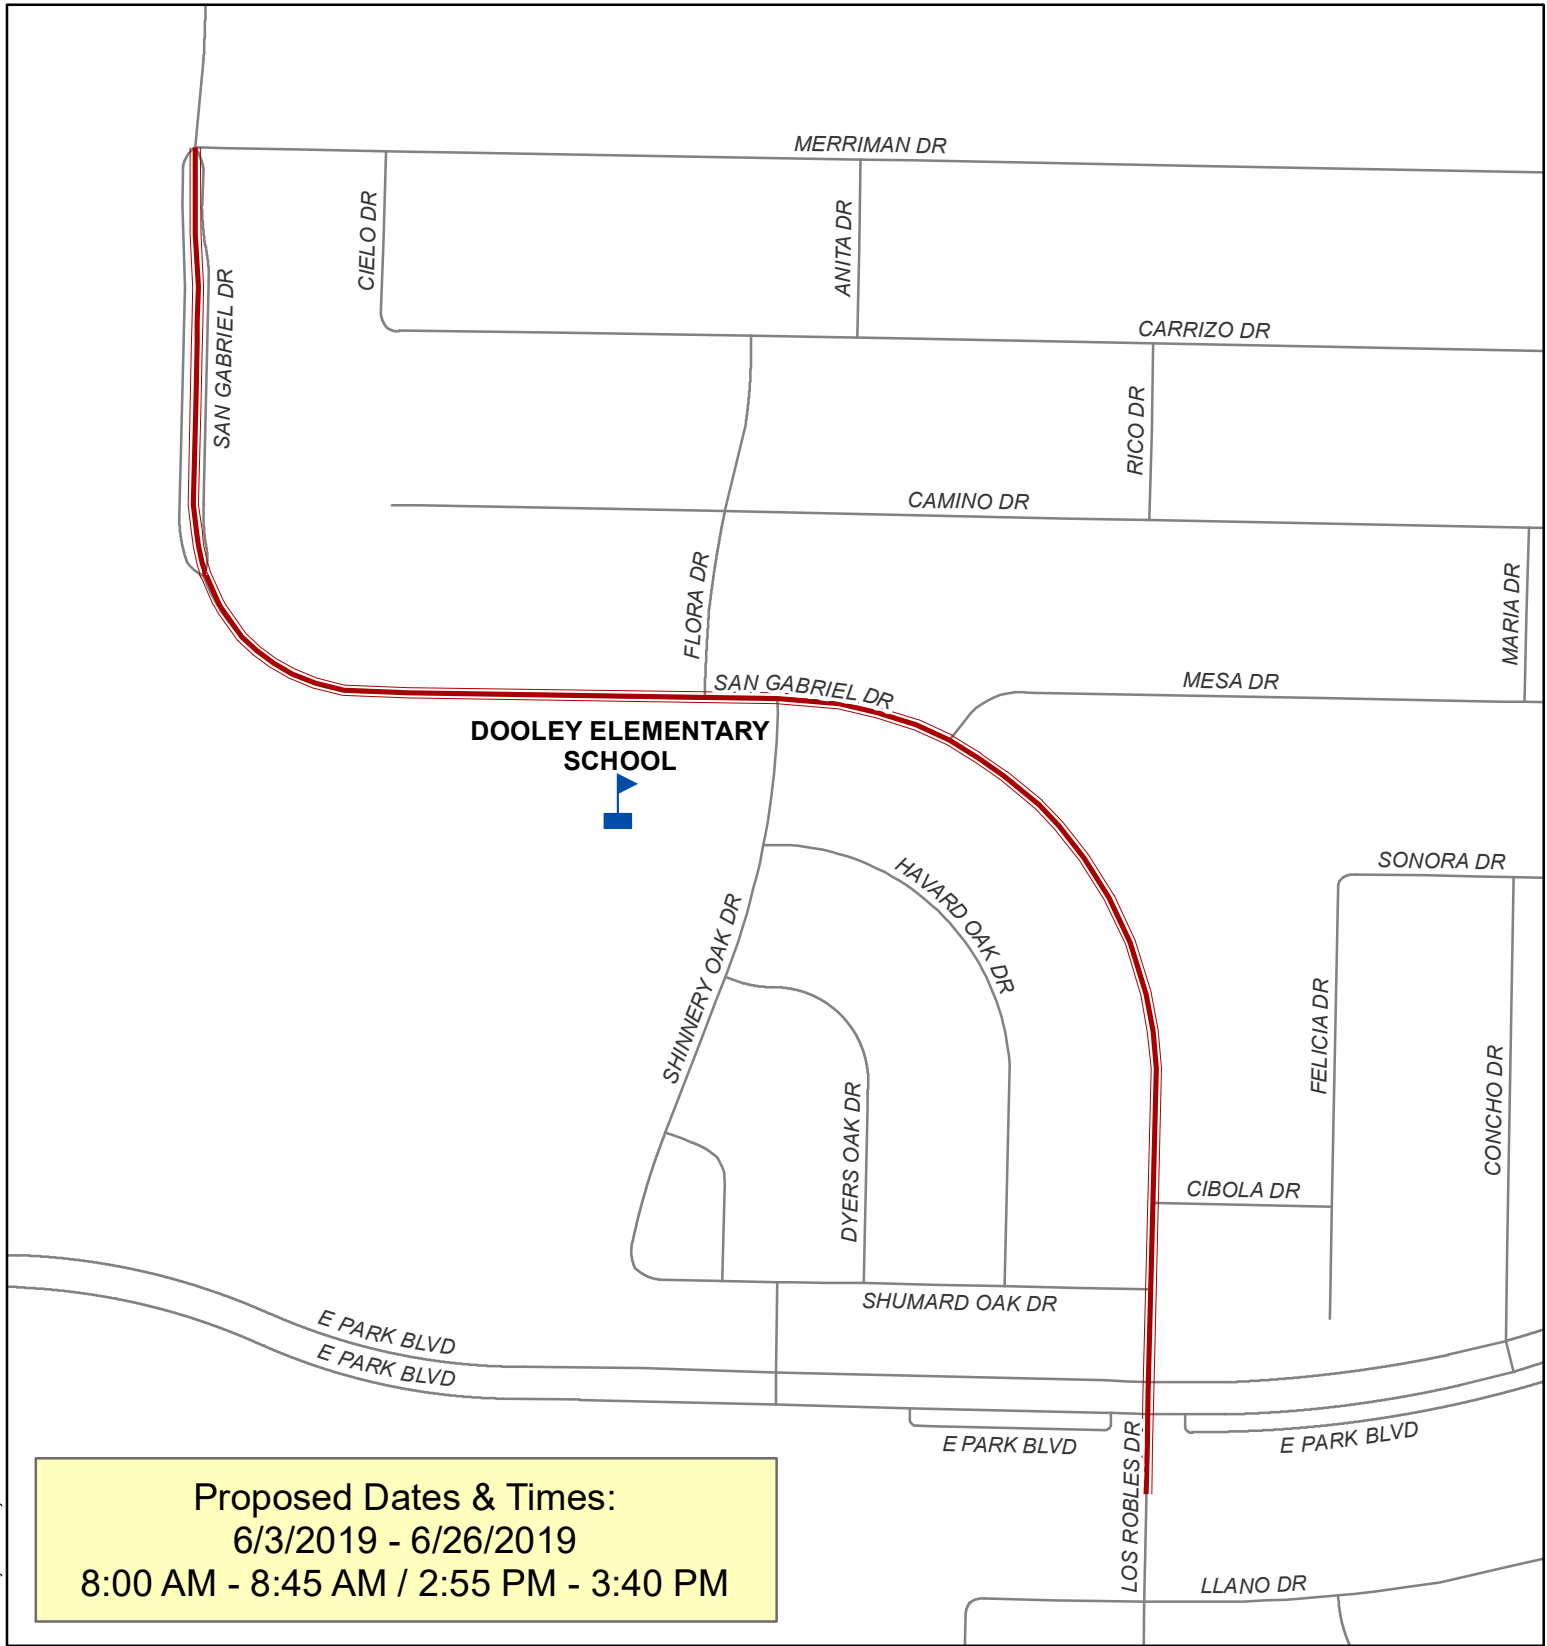 MERRIMAN DR
CIELO DR
ANITA DR
SAN GABRIEL DR
CARRIZO DR
RICO DR
CAMINO DR
FLORA DR
MARIA DR
SAN GABRIEL DR
MESA DR
DOOLEY ELEMENTARY
SCHOOL
HAVARD OAK DR
SONORA DR
SHINNERY OAK DR
FELICIA DR
CONCHO DR
DYERS OAK DR
CIBOLA DR
SHUMARD OAK DR
E PARK BLVD
E PARK BLVD
E PARK BLVD
E PARK BLVD
LOS ROBLES DR
LLANO DR
Proposed Dates & Times:
6/3/2019 - 6/26/2019
8:00 AM - 8:45 AM / 2:55 PM - 3:40 PM